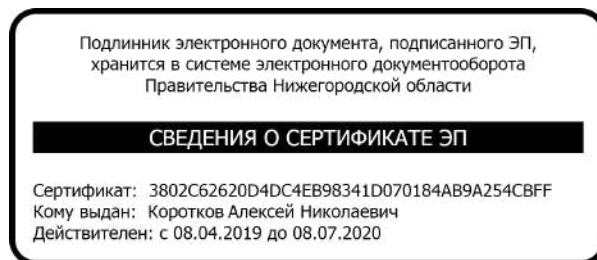 Подлинник электронного документа, подписанного ЭП,
хранится в системе электронного документооборота
Правительства Нижегородской области
СВЕДЕНИЯ О СЕРТИФИКАТЕ ЭП
Сертификат: 3802C62620D4DC4EB98341D070184AB9A254CBFF
Кому выдан: Коротков Алексей Николаевич
Действителен: с 08.04.2019 до 08.07.2020